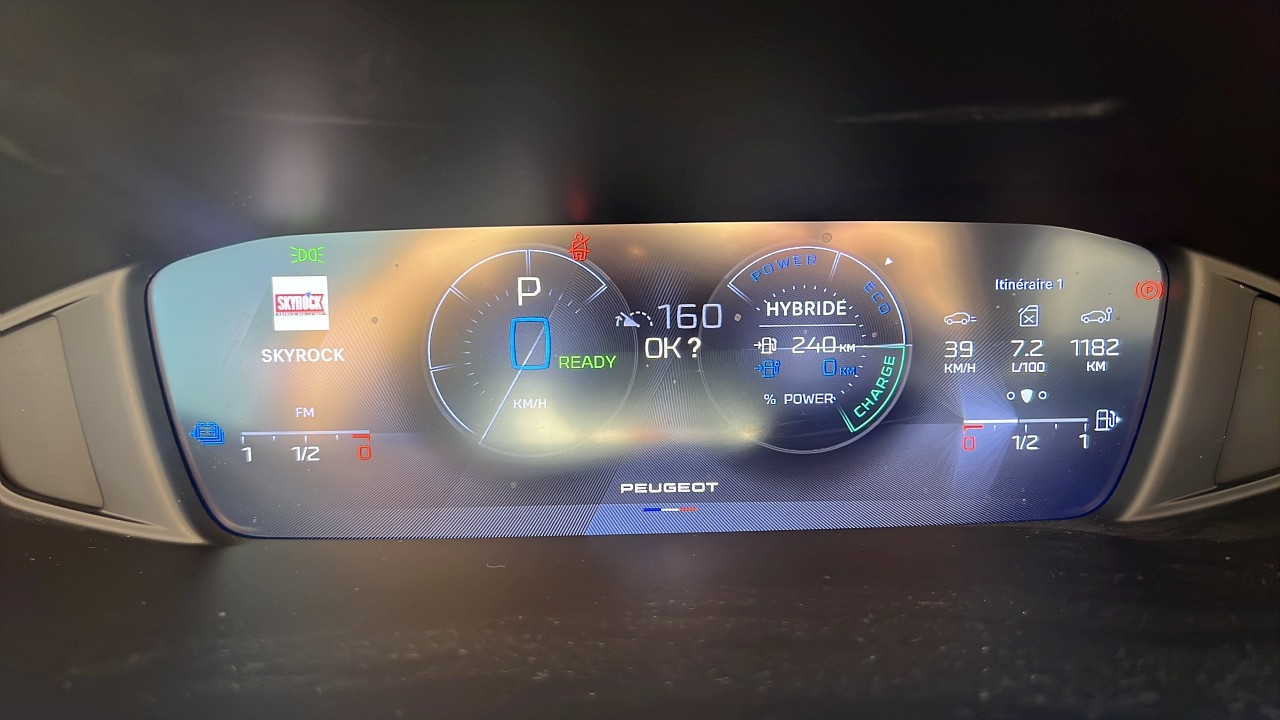 SKYROCK
SKYROCK
FM
1 1/2 0
P
0
READY
KM/H
160
OK ?
POWER
ECO
CHARGE
HYBRIDE
240 KM
0 KM
% POWER
Itinéraire 1
39 7.2 1182
KM/H L/100 KM
0 1/2 1
P
PEUGEOT